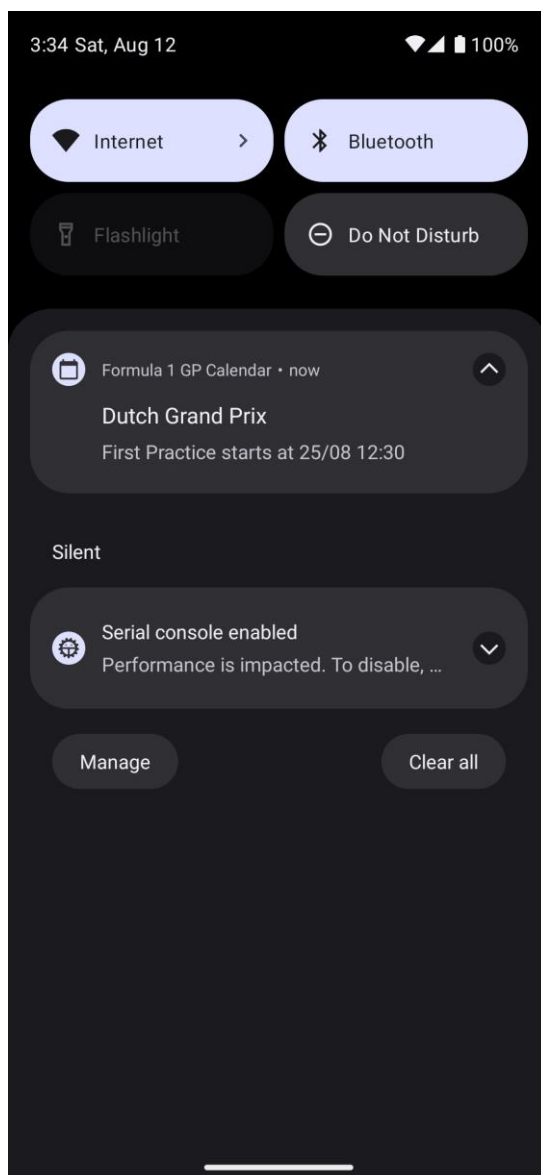 3:34 Sat, Aug 12
100%
Internet
Bluetooth
Flashlight
Do Not Disturb
Formula 1 GP Calendar • now
Dutch Grand Prix
First Practice starts at 25/08 12:30
Silent
Serial console enabled
Performance is impacted. To disable, ...
Manage
Clear all